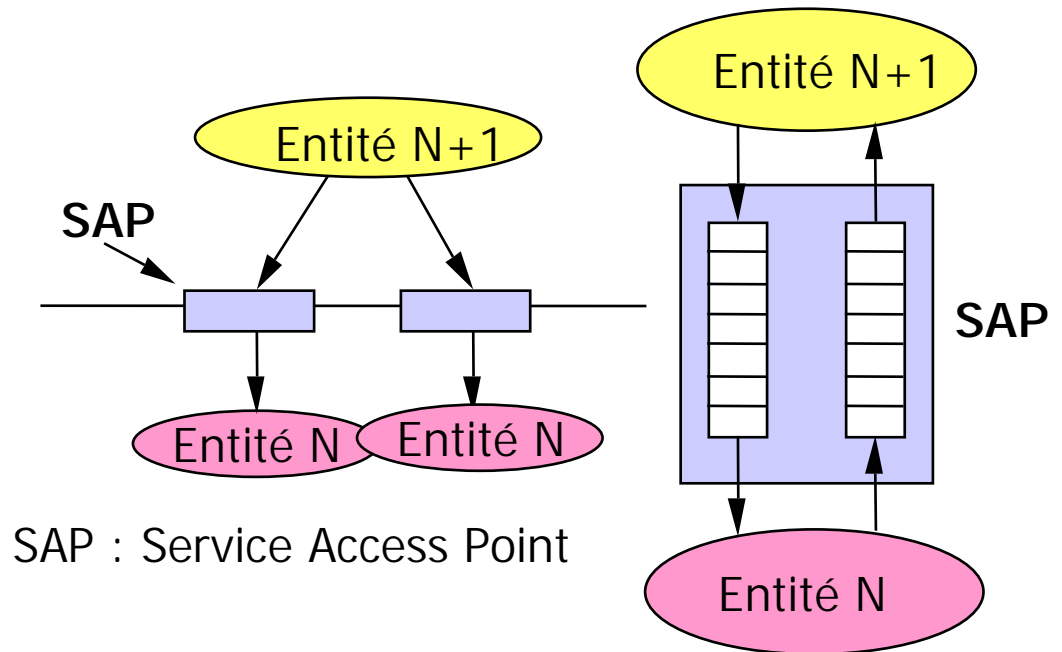 Entité N+1
Entité N+1
SAP
SAP
Entité N
Entité N
SAP : Service Access Point
Entité N